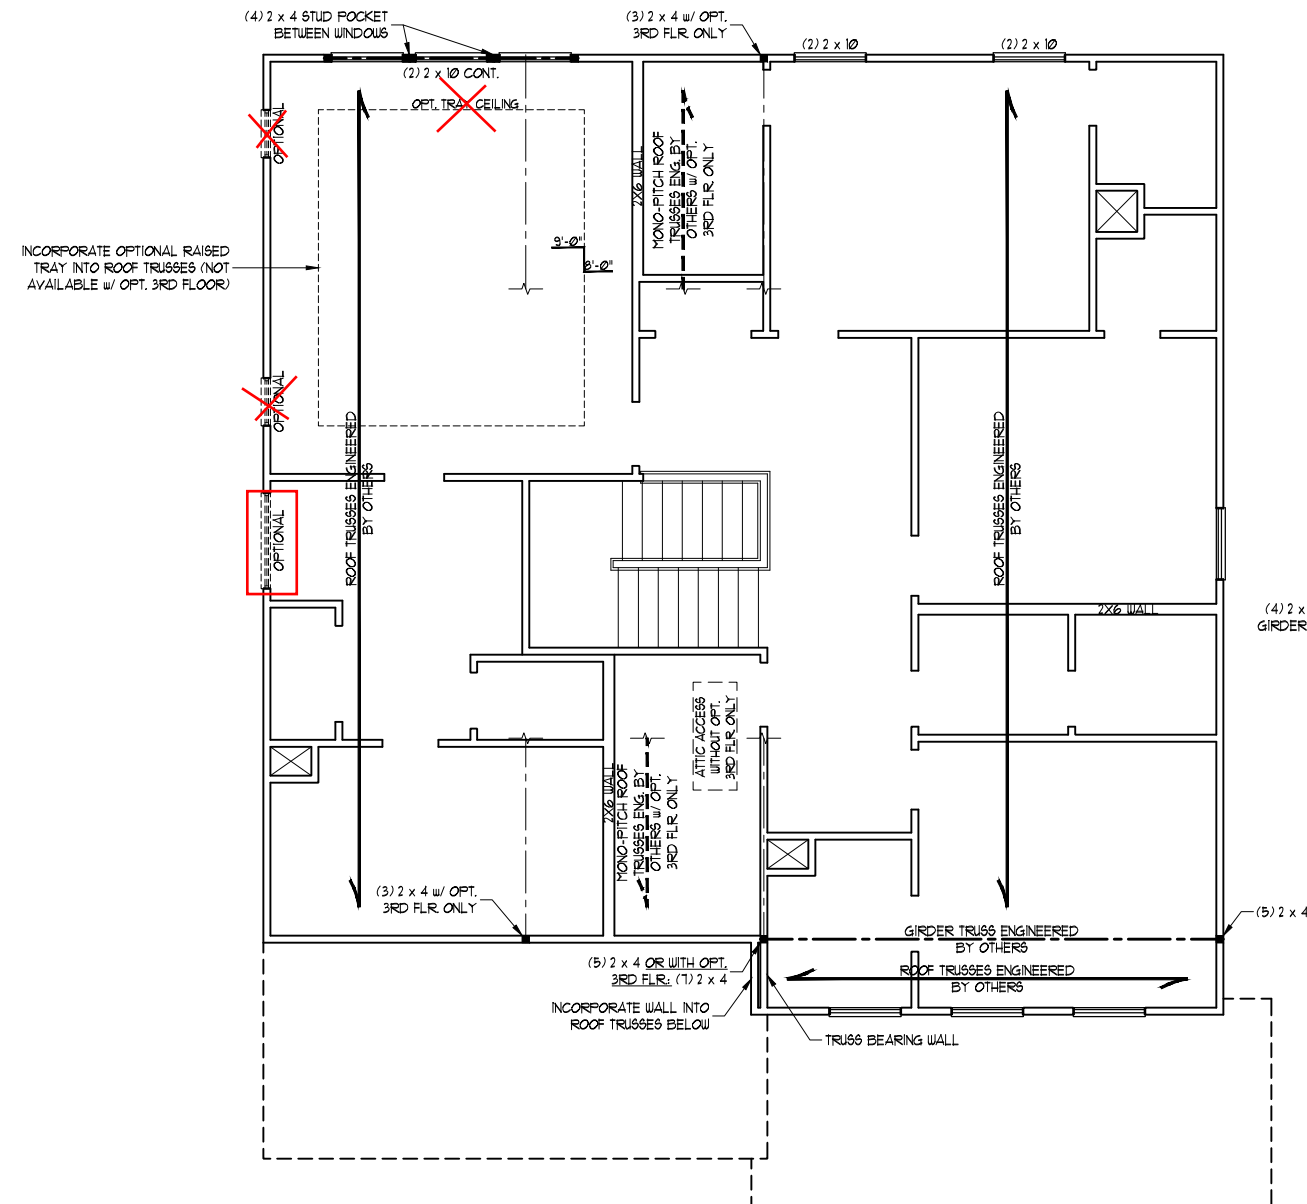 (4) 2 x 4 STUD POCKET
BETWEEN WINDOWS
(3) 2 x 4 w/ OPT.
3RD FLR. ONLY
(2) 2 x 10
(2) 2 x 10
(2) 2 x 10 CONT.
OPT. TRAY CEILING
OPTIONAL
2X6 WALL
MONO-PITCH ROOF
TRUSSES ENG. BY
OTHERS w/ OPT.
3RD FLR. ONLY
INCORPORATE OPTIONAL RAISED
TRAY INTO ROOF TRUSSES (NOT
AVAILABLE w/ OPT. 3RD FLOOR)
9'-0"
8'-0"
OPTIONAL
ROOF TRUSSES ENGINEERED
BY OTHERS
ROOF TRUSSES ENGINEERED
BY OTHERS
OPTIONAL
2X6 WALL
(4) 2 x
GIRDER
ATTIC ACCESS
WITHOUT OPT.
3RD FLR. ONLY
2X6 WALL
MONO-PITCH ROOF
TRUSSES ENG. BY
OTHERS w/ OPT.
3RD FLR. ONLY
(3) 2 x 4 w/ OPT.
3RD FLR. ONLY
(5) 2 x 4
GIRDER TRUSS ENGINEERED
BY OTHERS
(5) 2 x 4 OR WITH OPT.
3RD FLR.: (7) 2 x 4
ROOF TRUSSES ENGINEERED
BY OTHERS
INCORPORATE WALL INTO
ROOF TRUSSES BELOW
TRUSS BEARING WALL